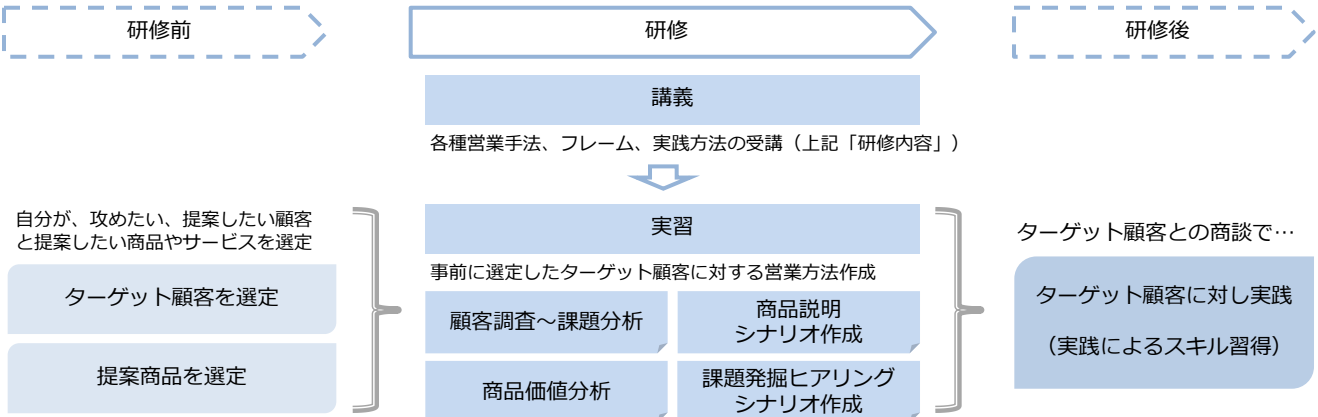 研修前
研修
研修後
講義
各種営業手法、フレーム、実践方法の受講（上記「研修内容」）
自分が、攻めたい、提案したい顧客
と提案したい商品やサービスを選定
ターゲット顧客を選定
提案商品を選定
実習
事前に選定したターゲット顧客に対する営業方法作成
顧客調査～課題分析
商品説明
シナリオ作成
商品価値分析
課題発掘ヒアリング
シナリオ作成
ターゲット顧客との商談で…
ターゲット顧客に対し実践
（実践によるスキル習得）